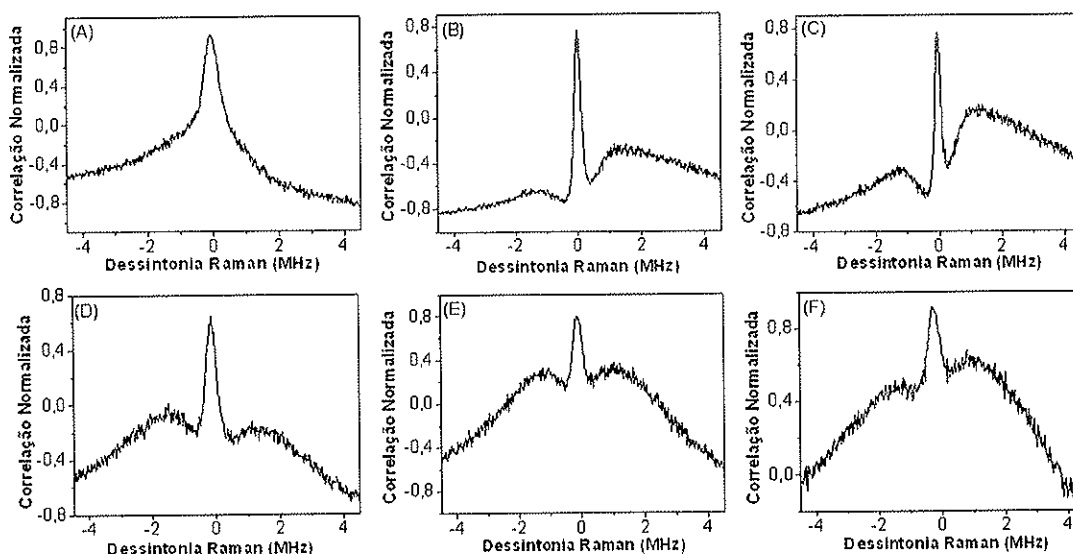 (A)
Correlação Normalizada
0,8
0,4
0,0
-0,4
-0,8
-4 -2 0 2 4
Dessintonia Raman (MHz)
(B)
Correlação Normalizada
0,8
0,4
0,0
-0,4
-0,8
-4 -2 0 2 4
Dessintonia Raman (MHz)
(C)
Correlação Normalizada
0,8
0,4
0,0
-0,4
-0,8
-4 -2 0 2 4
Dessintonia Raman (MHz)
(D)
Correlação Normalizada
0,8
0,4
0,0
-0,4
-0,8
-4 -2 0 2 4
Dessintonia Raman (MHz)
(E)
Correlação Normalizada
0,8
0,4
0,0
-0,4
-0,8
-4 -2 0 2 4
Dessintonia Raman (MHz)
(F)
Correlação Normalizada
0,8
0,4
0,0
-4 -2 0 2 4
Dessintonia Raman (MHz)